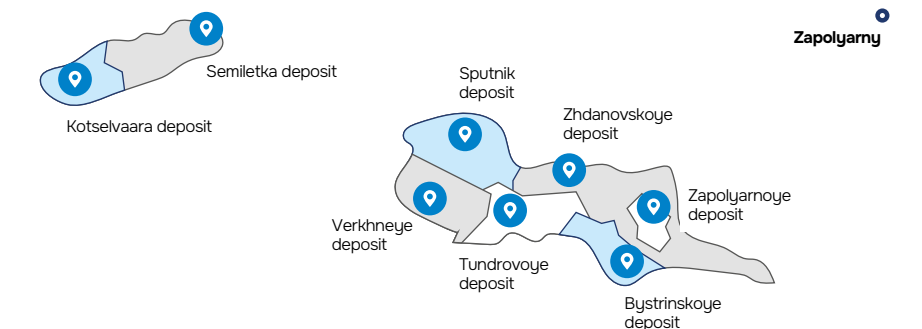 Zapolyarny
Semiletka deposit
Kotselvaara deposit
Sputnik
deposit
Zhdanovskoye
deposit
Zapolyarnoye
deposit
Verkhneye
deposit
Tundrovoye
deposit
Bystrinskoye
deposit